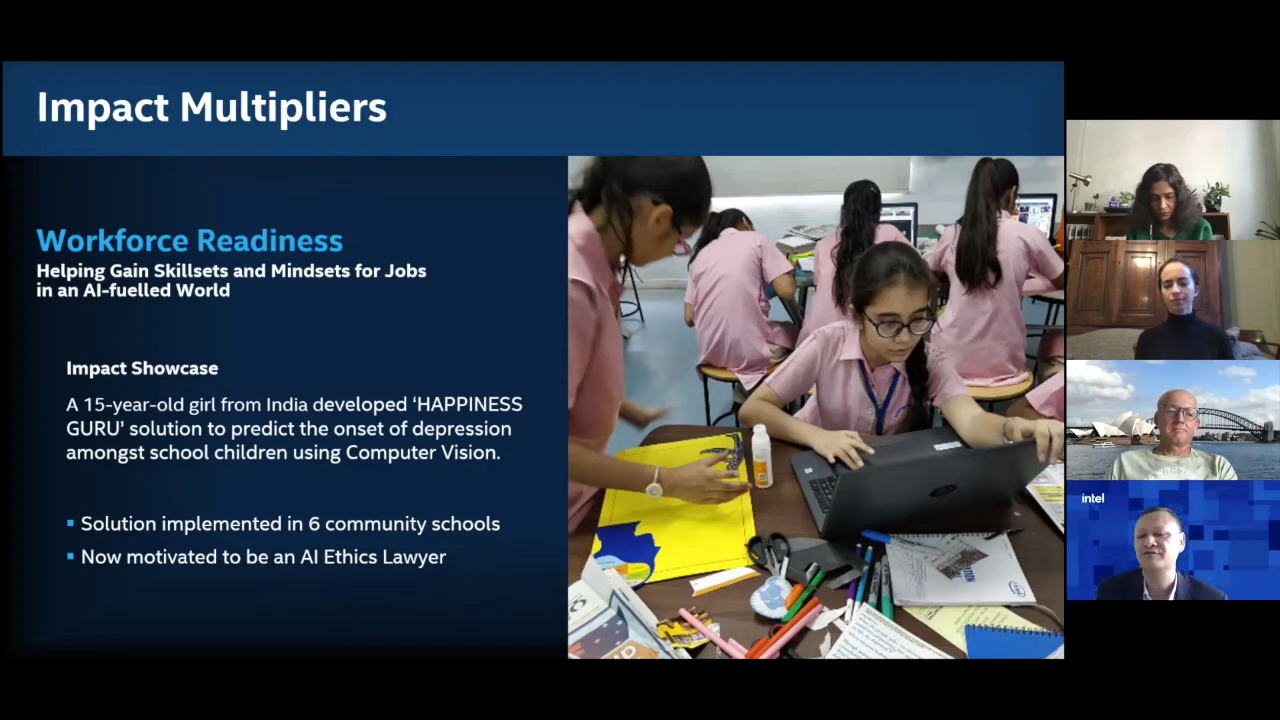 Impact Multipliers
Workforce Readiness
Helping Gain Skillsets and Mindsets for Jobs
in an AI-fuelled World
Impact Showcase
A 15-year-old girl from India developed ‘HAPPINESS
GURU’ solution to predict the onset of depression
amongst school children using Computer Vision.
▪ Solution implemented in 6 community schools
▪ Now motivated to be an AI Ethics Lawyer
intel